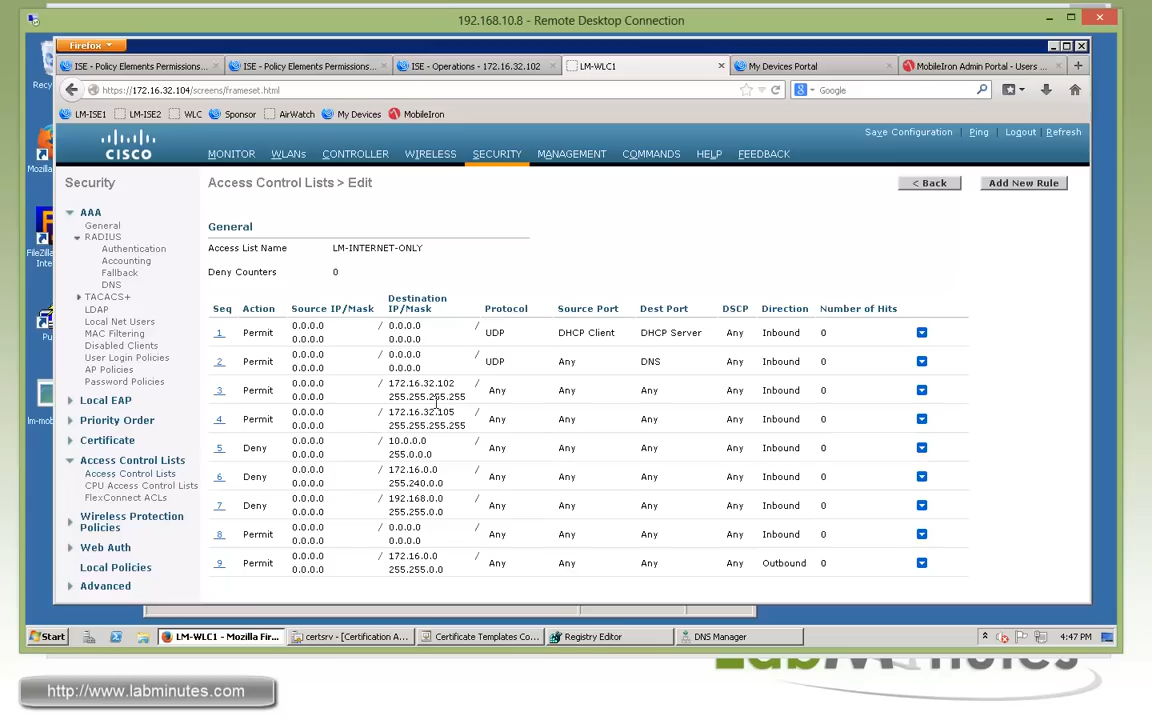 192.168.10.8 - Remote Desktop Connection
Firefox
ISE - Policy Elements Permissions...
ISE - Policy Elements Permissions...
ISE - Operations - 172.16.32.102
LM-WLC1
My Devices Portal
MobileIron Admin Portal - Users ...
https://172.16.32.104/screens/frameset.html
Google
LM-ISE1
LM-ISE2
WLC
Sponsor
AirWatch
My Devices
MobileIron
Save Configuration | Ping | Logout | Refresh
CISCO
MONITOR WLANs CONTROLLER WIRELESS SECURITY MANAGEMENT COMMANDS HELP FEEDBACK
Security
AAA
General
RADIUS
Authentication
Accounting
Fallback
DNS
TACACS+
LDAP
Local Net Users
MAC Filtering
Disabled Clients
User Login Policies
AP Policies
Password Policies
Local EAP
Priority Order
Certificate
Access Control Lists
Access Control Lists
CPU Access Control Lists
FlexConnect ACLs
Wireless Protection
Policies
Web Auth
Local Policies
Advanced
Access Control Lists > Edit
< Back
Add New Rule
General
Access List Name LM-INTERNET-ONLY
Deny Counters 0
Seq Action Source IP/Mask Destination IP/Mask Protocol Source Port Dest Port DSCP Direction Number of Hits
1 Permit 0.0.0.0 / 0.0.0.0 / UDP DHCP Client DHCP Server Any Inbound 0
0.0.0.0 0.0.0.0
2 Permit 0.0.0.0 / 0.0.0.0 / UDP Any DNS Any Inbound 0
0.0.0.0 0.0.0.0
3 Permit 0.0.0.0 / 172.16.32.102 / Any Any Any Any Inbound 0
0.0.0.0 255.255.255.255
4 Permit 0.0.0.0 / 172.16.32.105 / Any Any Any Any Inbound 0
0.0.0.0 255.255.255.255
5 Deny 0.0.0.0 / 10.0.0.0 / Any Any Any Any Inbound 0
0.0.0.0 255.0.0.0
6 Deny 0.0.0.0 / 172.16.0.0 / Any Any Any Any Inbound 0
0.0.0.0 255.240.0.0
7 Deny 0.0.0.0 / 192.168.0.0 / Any Any Any Any Inbound 0
0.0.0.0 255.255.0.0
8 Permit 0.0.0.0 / 0.0.0.0 / Any Any Any Any Inbound 0
0.0.0.0 0.0.0.0
9 Permit 0.0.0.0 / 172.16.0.0 / Any Any Any Any Outbound 0
0.0.0.0 255.255.0.0
Start
LM-WLC1 - Mozilla Fir...
certsrv - [Certification A...
Certificate Templates Co...
Registry Editor
DNS Manager
4:47 PM
http://www.labminutes.com